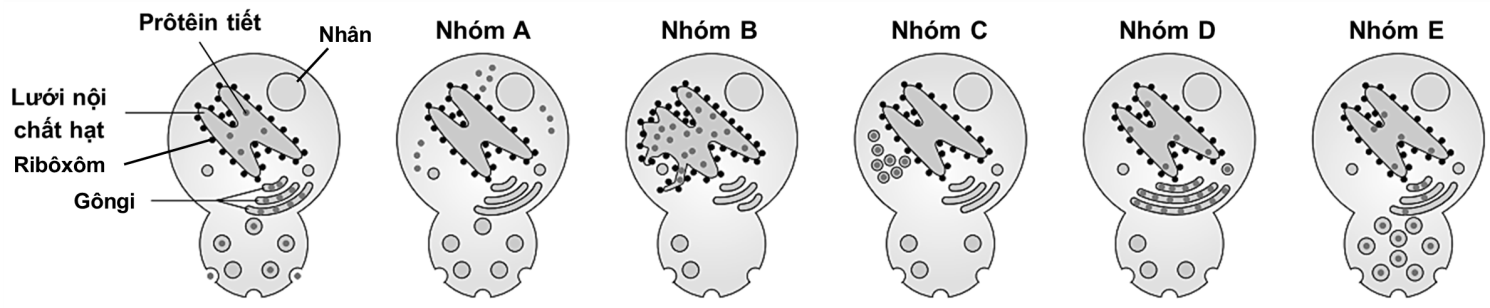 Prôtêin tiết
Nhân
Lưới nội
chất hạt
Ribôxôm
Gôngi
Nhóm A
Nhóm B
Nhóm C
Nhóm D
Nhóm E